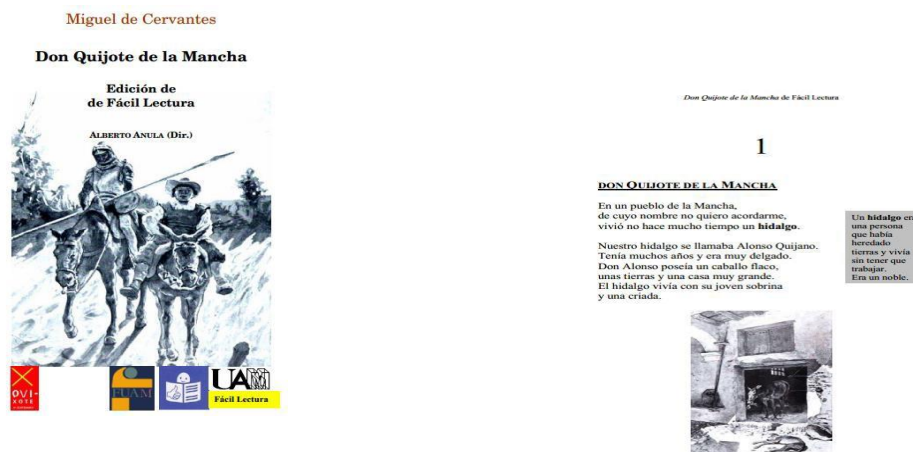 Miguel de Cervantes
Don Quijote de la Mancha
Edición de
de Fácil Lectura
ALBERTO ANULA (Dir.)
QVI-
XOTE
FUAM
UAM
Fácil Lectura
Don Quijote de la Mancha de Fácil Lectura
1
DON QUIJOTE DE LA MANCHA
En un pueblo de la Mancha,
de cuyo nombre no quiero acordarme,
vivió no hace mucho tiempo un hidalgo.
Nuestro hidalgo se llamaba Alonso Quijano.
Tenía muchos años y era muy delgado.
Don Alonso poseía un caballo flaco,
unas tierras y una casa muy grande.
El hidalgo vivía con su joven sobrina
y una criada.
Un hidalgo er
una persona
que había
heredado
tierras y vivía
sin tener que
trabajar.
Era un noble.